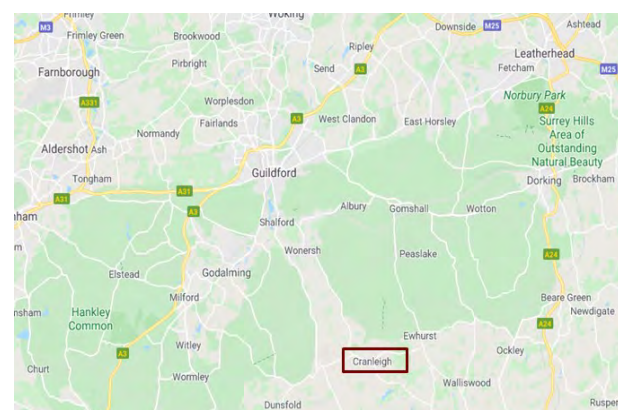 Frimley
Woking
M3
Frimley Green
Brookwood
Downside
M25
Ashtead
Ripley
Leatherhead
Pirbright
Send
A3
Fetcham
M25
Farnborough
Norbury Park
A331
Worplesdon
A24
Fairlands
A3
West Clandon
East Horsley
Surrey Hills
Area of
Outstanding
Natural Beauty
Normandy
Aldershot
Ash
Tongham
Guildford
Dorking
Brockham
A31
A31
A3
Albury
Gomshall
Wotton
Shalford
Wonersh
Peaslake
A24
Elstead
Godalming
Milford
Beare Green
Hankley
Common
Newdigate
A24
Ewhurst
Witley
A3
Cranleigh
Ockley
Churt
Wormley
Walliswood
Dunsfold